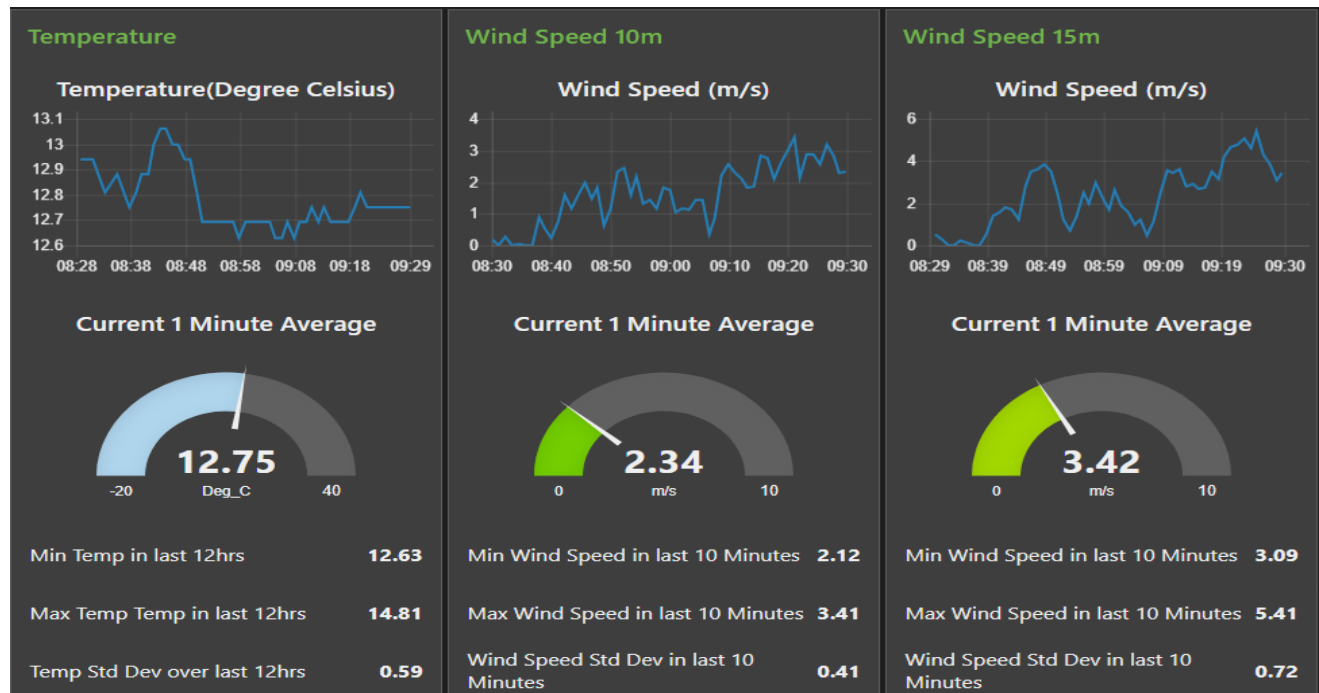 Temperature
Temperature(Degree Celsius)
13.1
13
12.9
12.8
12.7
12.6
08:28 08:38 08:48 08:58 09:08 09:18 09:29
Current 1 Minute Average
12.75
-20 Deg_C 40
Min Temp in last 12hrs 12.63
Max Temp Temp in last 12hrs 14.81
Temp Std Dev over last 12hrs 0.59
Wind Speed 10m
Wind Speed (m/s)
4
3
2
1
0
08:30 08:40 08:50 09:00 09:10 09:20 09:30
Current 1 Minute Average
2.34
0 m/s 10
Min Wind Speed in last 10 Minutes 2.12
Max Wind Speed in last 10 Minutes 3.41
Wind Speed Std Dev in last 10
Minutes 0.41
Wind Speed 15m
Wind Speed (m/s)
6
4
2
0
08:29 08:39 08:49 08:59 09:09 09:19 09:30
Current 1 Minute Average
3.42
0 m/s 10
Min Wind Speed in last 10 Minutes 3.09
Max Wind Speed in last 10 Minutes 5.41
Wind Speed Std Dev in last 10
Minutes 0.72